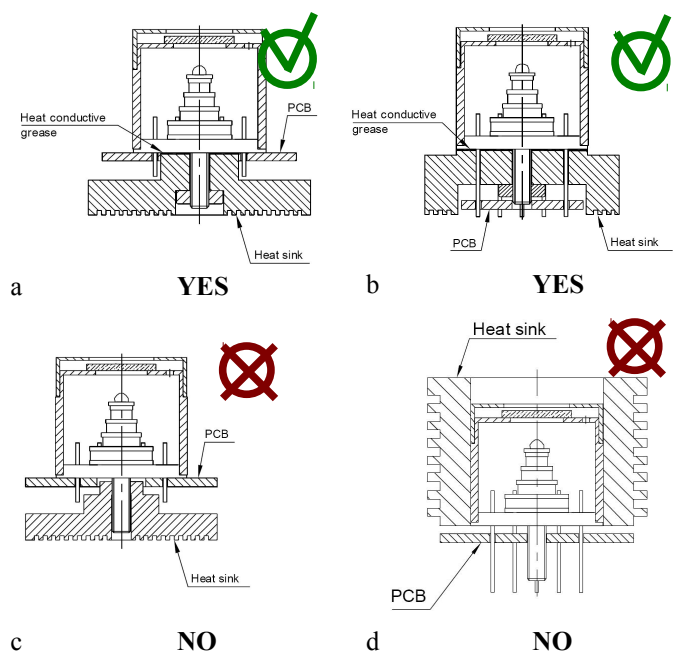 Heat conductive
grease
PCB
Heat sink
a
YES
Heat conductive
grease
PCB
Heat sink
b
YES
PCB
Heat sink
c
NO
Heat sink
PCB
d
NO